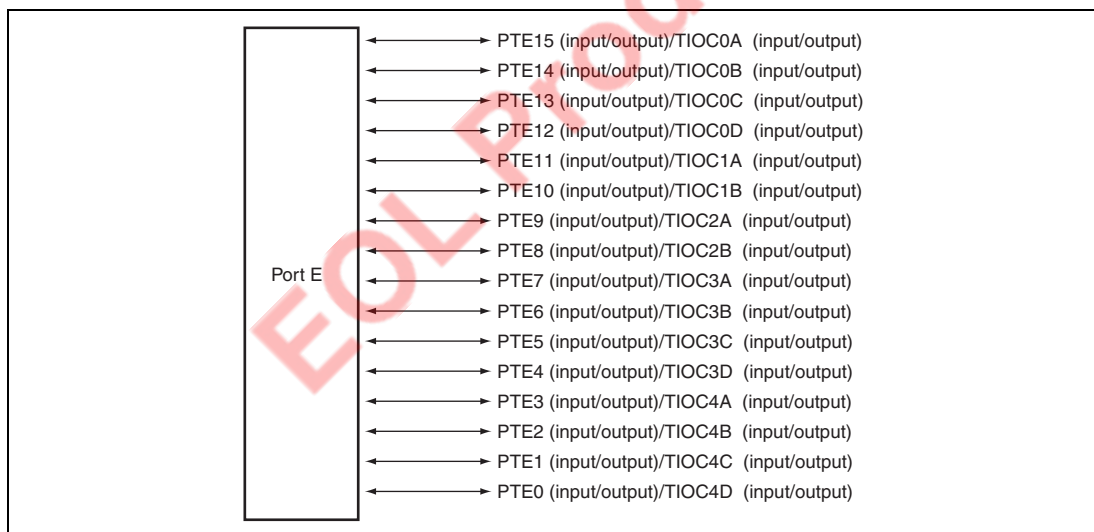 Port E
PTE15 (input/output)/TIOC0A (input/output)
PTE14 (input/output)/TIOC0B (input/output)
PTE13 (input/output)/TIOC0C (input/output)
PTE12 (input/output)/TIOC0D (input/output)
PTE11 (input/output)/TIOC1A (input/output)
PTE10 (input/output)/TIOC1B (input/output)
PTE9 (input/output)/TIOC2A (input/output)
PTE8 (input/output)/TIOC2B (input/output)
PTE7 (input/output)/TIOC3A (input/output)
PTE6 (input/output)/TIOC3B (input/output)
PTE5 (input/output)/TIOC3C (input/output)
PTE4 (input/output)/TIOC3D (input/output)
PTE3 (input/output)/TIOC4A (input/output)
PTE2 (input/output)/TIOC4B (input/output)
PTE1 (input/output)/TIOC4C (input/output)
PTE0 (input/output)/TIOC4D (input/output)
EOL Prod